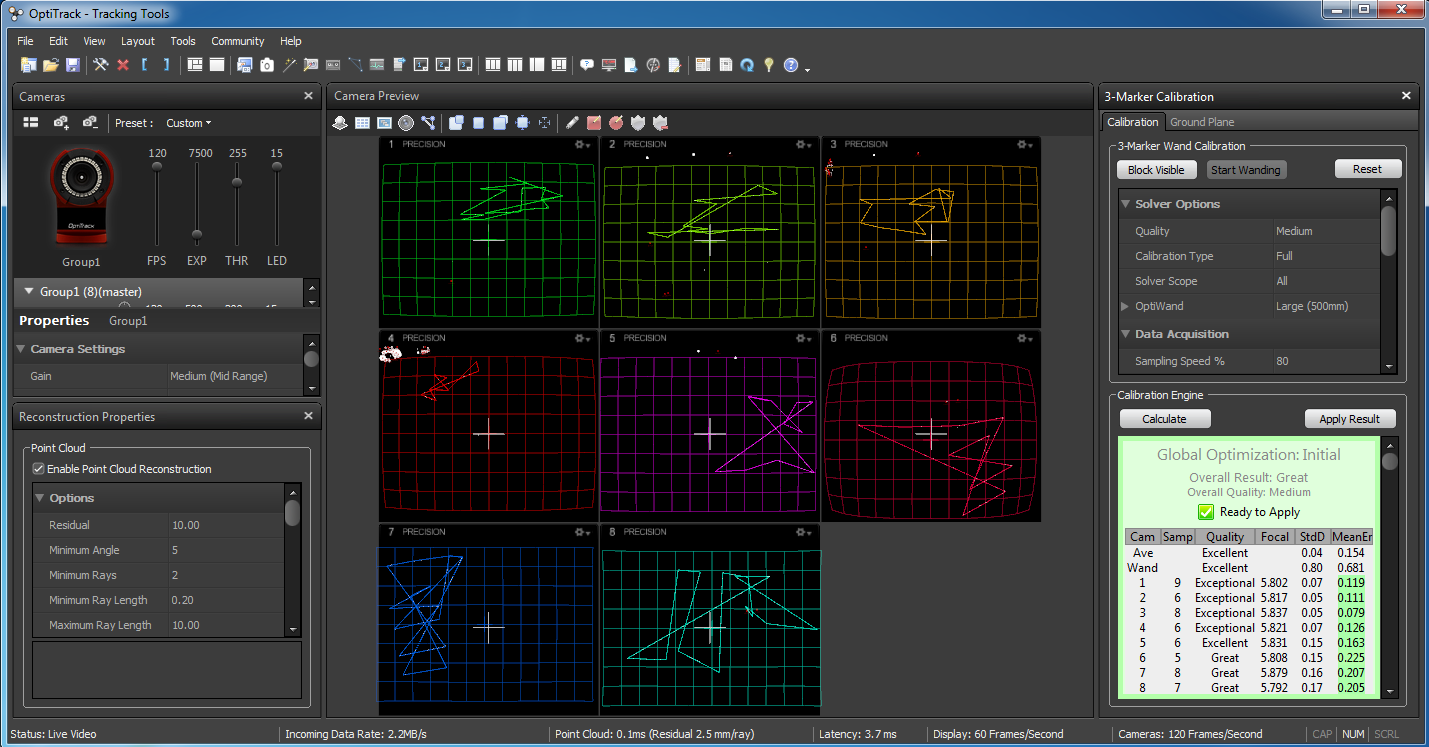 OptiTrack - Tracking Tools
File Edit View Layout Tools Community Help
Cameras
Preset : Custom
120 7500 255 15
OptiTrack
Group1
FPS EXP THR LED
Group1 (8)(master)
Properties Group1
Camera Settings
Gain Medium (Mid Range)
Reconstruction Properties
Point Cloud
Enable Point Cloud Reconstruction
Options
Residual 10.00
Minimum Angle 5
Minimum Rays 2
Minimum Ray Length 0.20
Maximum Ray Length 10.00
Camera Preview
1 PRECISION
2 PRECISION
3 PRECISION
4 PRECISION
5 PRECISION
6 PRECISION
7 PRECISION
8 PRECISION
3-Marker Calibration
Calibration Ground Plane
3-Marker Wand Calibration
Block Visible Start Wanding Reset
Solver Options
Quality Medium
Calibration Type Full
Solver Scope All
OptiWand Large (500mm)
Data Acquisition
Sampling Speed % 80
Calibration Engine
Calculate Apply Result
Global Optimization: Initial
Overall Result: Great
Overall Quality: Medium
Ready to Apply
Cam Samp Quality Focal StdD MeanEr
Ave Excellent 0.04 0.154
Wand Excellent 0.80 0.681
1 9 Exceptional 5.802 0.07 0.119
2 6 Exceptional 5.817 0.05 0.111
3 8 Exceptional 5.837 0.05 0.079
4 6 Exceptional 5.821 0.07 0.126
5 6 Excellent 5.831 0.15 0.163
6 5 Great 5.808 0.15 0.225
7 8 Great 5.879 0.16 0.207
8 7 Great 5.792 0.17 0.205
Status: Live Video
Incoming Data Rate: 2.2MB/s
Point Cloud: 0.1ms (Residual 2.5 mm/ray)
Latency: 3.7 ms
Display: 60 Frames/Second
Cameras: 120 Frames/Second
CAP NUM SCRL